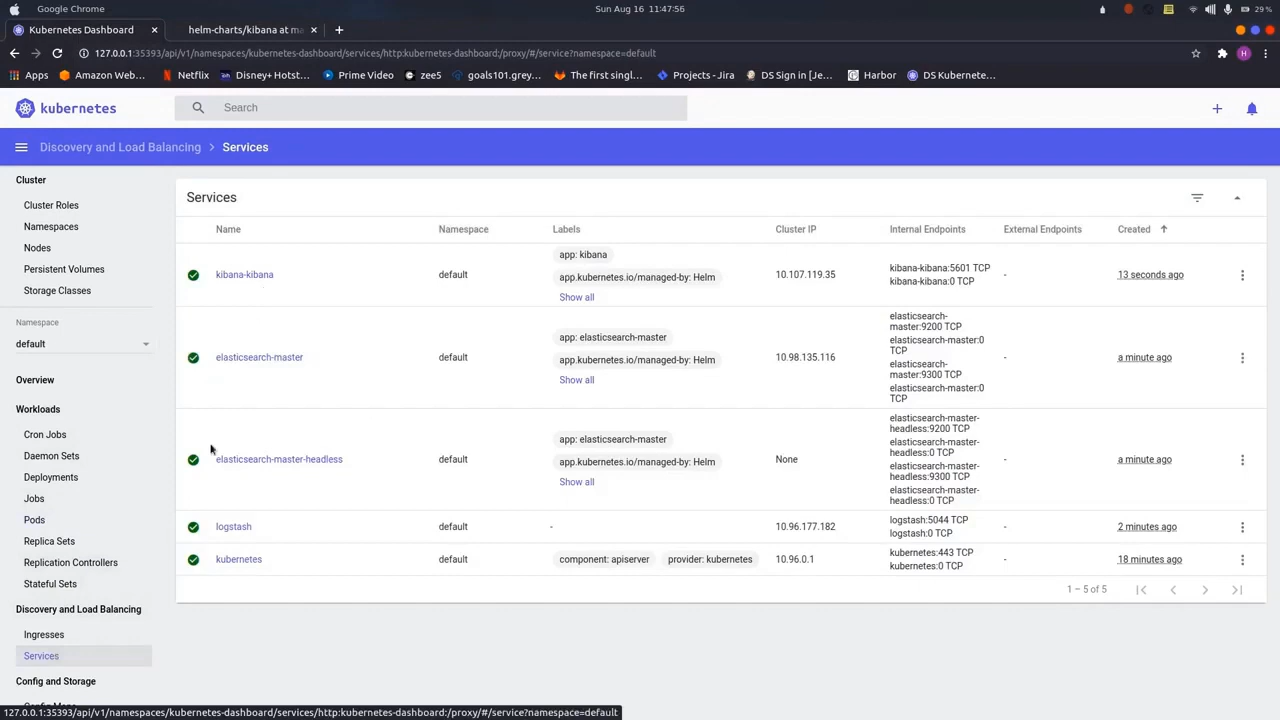 Google Chrome
Sun Aug 16 11:47:56
29 %
Kubernetes Dashboard
helm-charts/kibana at ma
127.0.0.1:35393/api/v1/namespaces/kubernetes-dashboard/services/http:kubernetes-dashboard:/proxy/#/service?namespace=default
H
Apps
Amazon Web...
Netflix
Disney+ Hotst...
Prime Video
zee5
goals101.grey...
The first singl...
Projects - Jira
DS Sign in [Je...
Harbor
DS Kubernete...
kubernetes
Search
Discovery and Load Balancing
Services
Cluster
Cluster Roles
Namespaces
Nodes
Persistent Volumes
Storage Classes
Namespace
default
Overview
Workloads
Cron Jobs
Daemon Sets
Deployments
Jobs
Pods
Replica Sets
Replication Controllers
Stateful Sets
Discovery and Load Balancing
Ingresses
Services
Config and Storage
Services
Name
Namespace
Labels
Cluster IP
Internal Endpoints
External Endpoints
Created
kibana-kibana
default
app: kibana
app.kubernetes.io/managed-by: Helm
Show all
10.107.119.35
kibana-kibana:5601 TCP
kibana-kibana:0 TCP
-
13 seconds ago
elasticsearch-master
default
app: elasticsearch-master
app.kubernetes.io/managed-by: Helm
Show all
10.98.135.116
elasticsearch-
master:9200 TCP
elasticsearch-master:0
TCP
elasticsearch-
master:9300 TCP
elasticsearch-master:0
TCP
-
a minute ago
elasticsearch-master-headless
default
app: elasticsearch-master
app.kubernetes.io/managed-by: Helm
Show all
None
elasticsearch-master-
headless:9200 TCP
elasticsearch-master-
headless:0 TCP
elasticsearch-master-
headless:9300 TCP
elasticsearch-master-
headless:0 TCP
-
a minute ago
logstash
default
-
10.96.177.182
logstash:5044 TCP
logstash:0 TCP
-
2 minutes ago
kubernetes
default
component: apiserver
provider: kubernetes
10.96.0.1
kubernetes:443 TCP
kubernetes:0 TCP
-
18 minutes ago
1 – 5 of 5
127.0.0.1:35393/api/v1/namespaces/kubernetes-dashboard/services/http:kubernetes-dashboard:/proxy/#/service?namespace=default